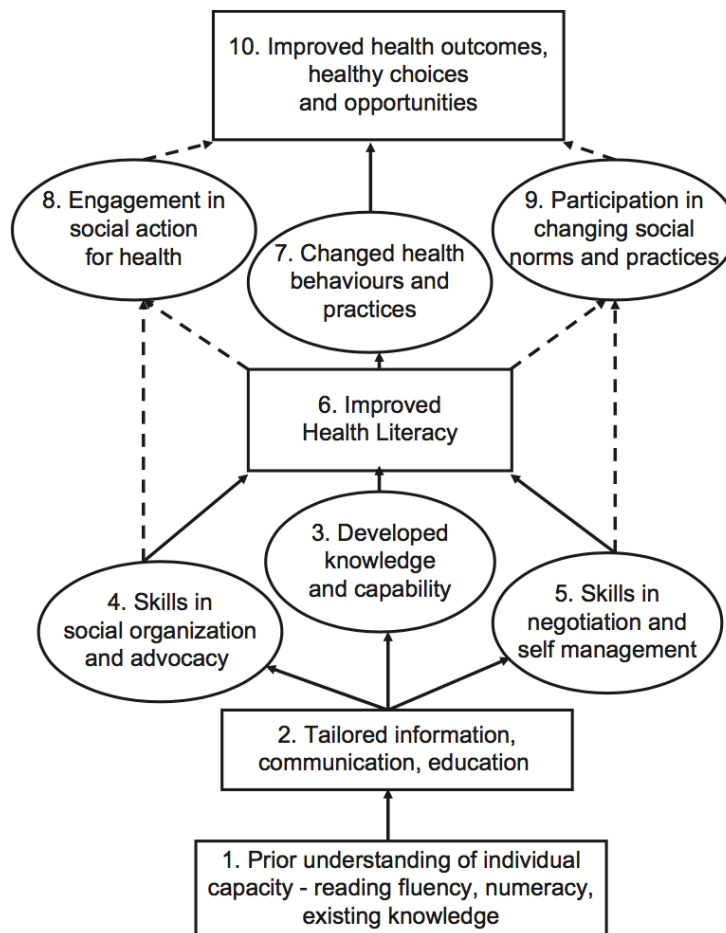 10. Improved health outcomes,
healthy choices
and opportunities
8. Engagement in
social action
for health
9. Participation in
changing social
norms and practices
7. Changed health
behaviours and
practices
6. Improved
Health Literacy
3. Developed
knowledge
and capability
4. Skills in
social organization
and advocacy
5. Skills in
negotiation and
self management
2. Tailored information,
communication, education
1. Prior understanding of individual
capacity - reading fluency, numeracy,
existing knowledge